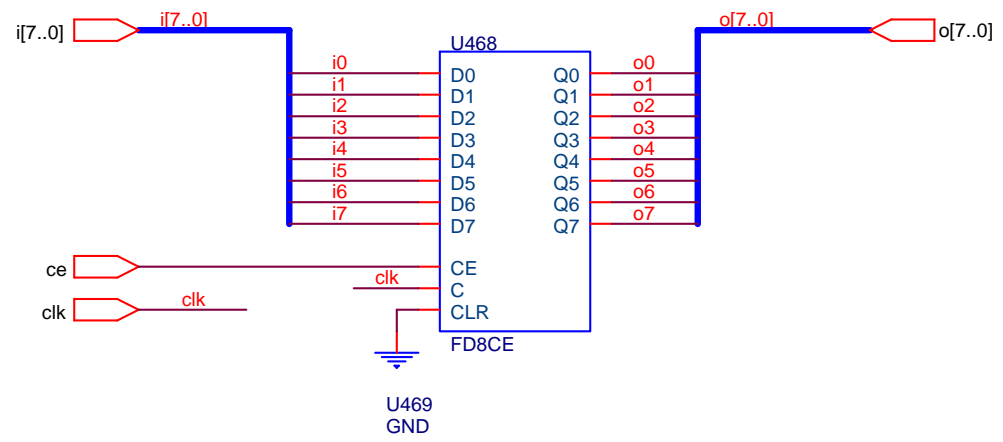 i[7..0]
i[7..0]
o[7..0]
o[7..0]
U468
i0
D0
Q0
o0
i1
D1
Q1
o1
i2
D2
Q2
o2
i3
D3
Q3
o3
i4
D4
Q4
o4
i5
D5
Q5
o5
i6
D6
Q6
o6
i7
D7
Q7
o7
ce
CE
clk
C
clk
clk
CLR
FD8CE
U469
GND